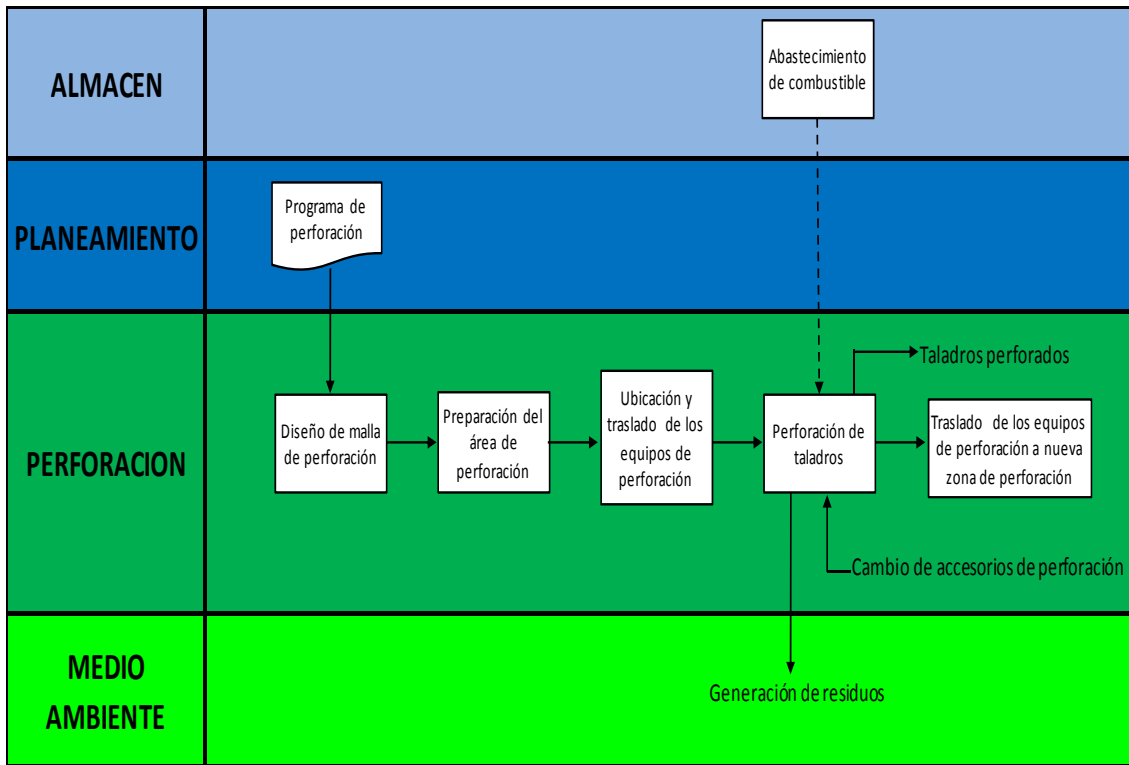 ALMACEN
Abastecimiento
de combustible
PLANEAMIENTO
Programa de
perforación
PERFORACION
Diseño de malla
de perforación
Preparación del
área de
perforación
Ubicación y
traslado de los
equipos de
perforación
Perforación de
taladros
Taladros perforados
Traslado de los equipos
de perforación a nueva
zona de perforación
Cambio de accesorios de perforación
MEDIO
AMBIENTE
Generación de residuos